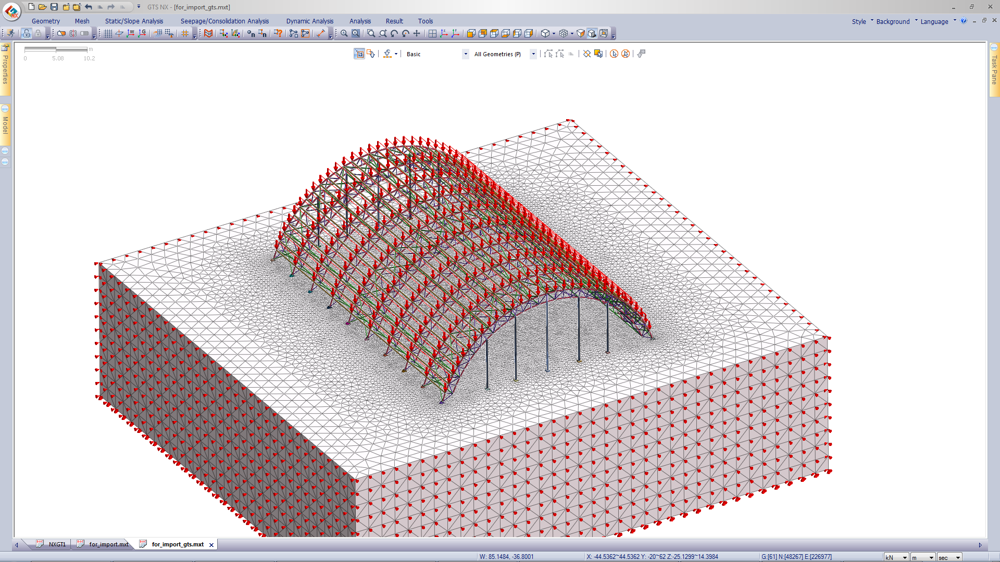 GTS NX - [for_import_gts.mxt]
Geometry Mesh Static/Slope Analysis Seepage/Consolidation Analysis Dynamic Analysis Analysis Result Tools
Style Background Language
Properties
Model
Task Pane
m
0 5.08 10.2
Basic All Geometries (P)
NXGT1 for_import.mxt for_import_gts.mxt
W: 85.1484, -36.8001 X: -44.5362~44.5362 Y: -20~62 Z:-25.1299~14.3984 G:[61] N:[48267] E:[226977] kN m sec